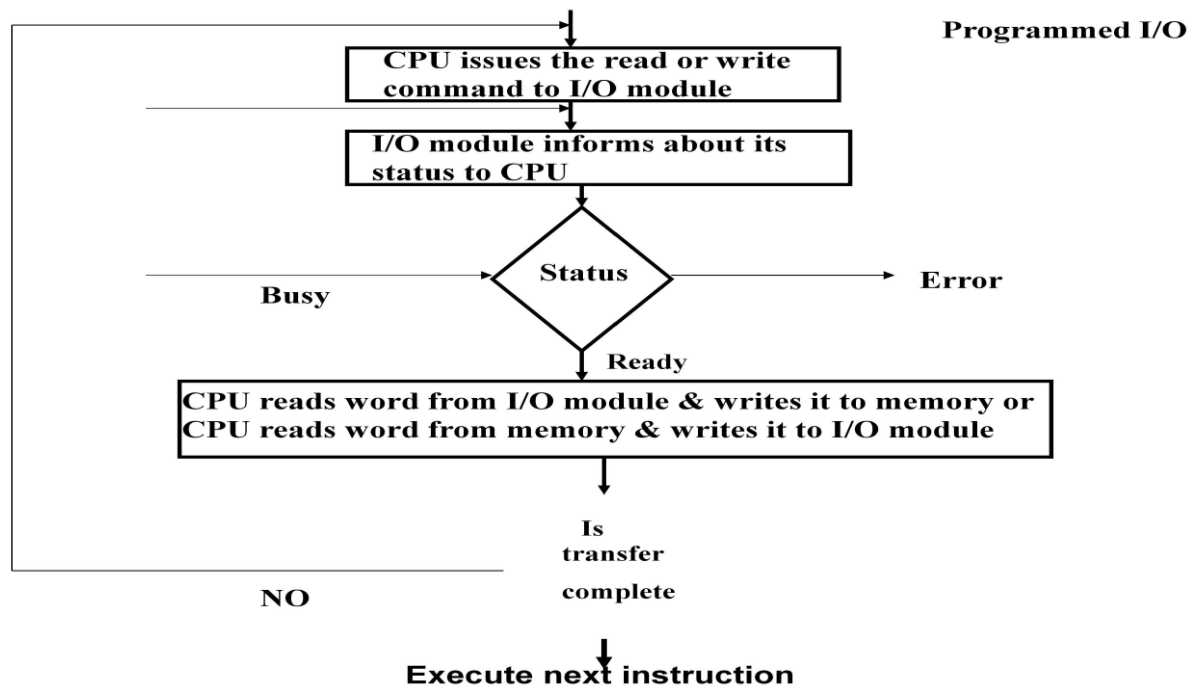 Programmed I/O
CPU issues the read or write
command to I/O module
I/O module informs about its
status to CPU
Status
Busy
Error
Ready
CPU reads word from I/O module & writes it to memory or
CPU reads word from memory & writes it to I/O module
Is
transfer
complete
NO
Execute next instruction